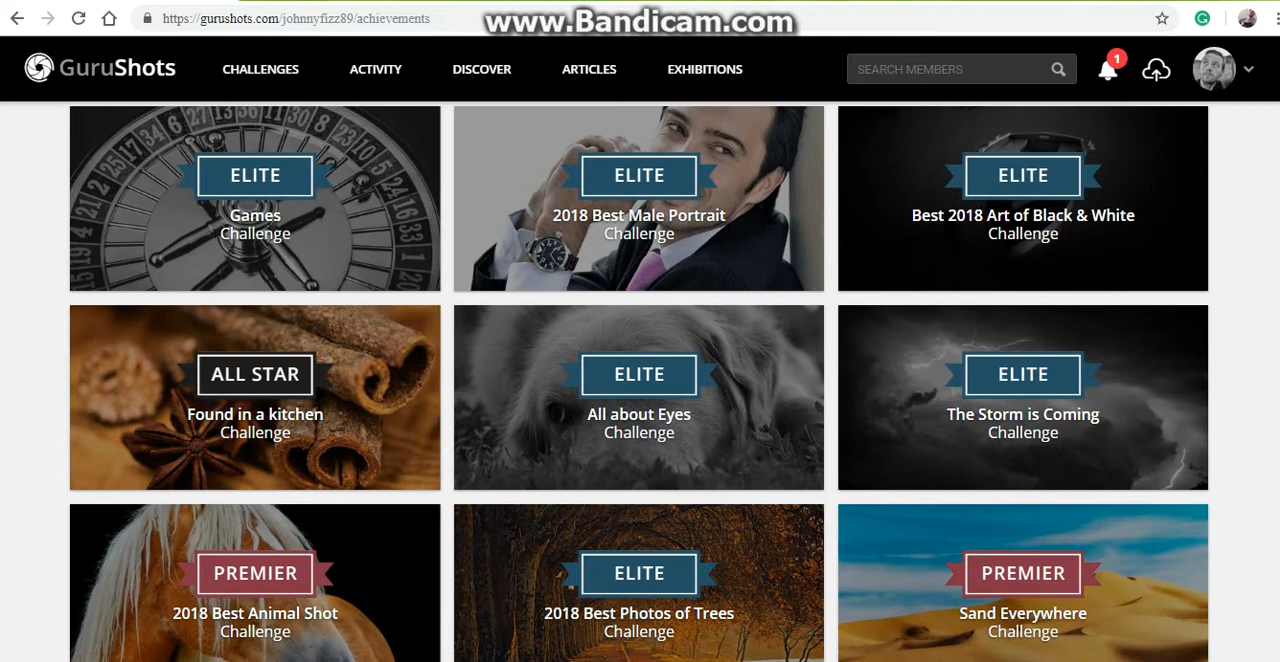 https://gurushots.com/johnnyfizz89/achievements
www.Bandicam.com
GuruShots
CHALLENGES
ACTIVITY
DISCOVER
ARTICLES
EXHIBITIONS
SEARCH MEMBERS
1
ELITE
Games
Challenge
ELITE
2018 Best Male Portrait
Challenge
ELITE
Best 2018 Art of Black & White
Challenge
ALL STAR
Found in a kitchen
Challenge
ELITE
All about Eyes
Challenge
ELITE
The Storm is Coming
Challenge
PREMIER
2018 Best Animal Shot
Challenge
ELITE
2018 Best Photos of Trees
Challenge
PREMIER
Sand Everywhere
Challenge